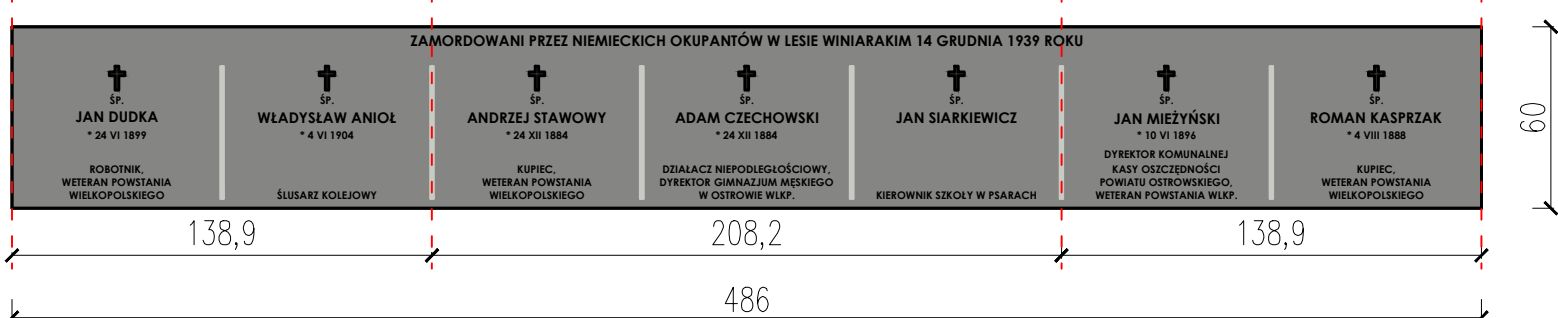 ZAMORDOWANI PRZEZ NIEMIECKICH OKUPANTÓW W LESIE WINIARAKIM 14 GRUDNIA 1939 ROKU
ŚP.
JAN DUDKA
* 24 VI 1899
ROBOTNIK,
WETERAN POWSTANIA
WIELKOPOLSKIEGO
ŚP.
WŁADYSŁAW ANIOŁ
* 4 VI 1904
ŚLUSARZ KOLEJOWY
ŚP.
ANDRZEJ STAWOWY
* 24 XII 1884
KUPIEC,
WETERAN POWSTANIA
WIELKOPOLSKIEGO
ŚP.
ADAM CZECHOWSKI
* 24 XII 1884
DZIAŁACZ NIEPODLEGŁOŚCIOWY,
DYREKTOR GIMNAZJUM MĘSKIEGO
W OSTROWIE WLKP.
ŚP.
JAN SIARKIEWICZ
KIEROWNIK SZKOŁY W PSARACH
ŚP.
JAN MIEŻYŃSKI
* 10 VI 1896
DYREKTOR KOMUNALNEJ
KASY OSZCZĘDNOŚCI
POWIATU OSTROWSKIEGO,
WETERAN POWSTANIA WLKP.
ŚP.
ROMAN KASPRZAK
* 4 VIII 1888
KUPIEC,
WETERAN POWSTANIA
WIELKOPOLSKIEGO
60
138,9
208,2
138,9
486